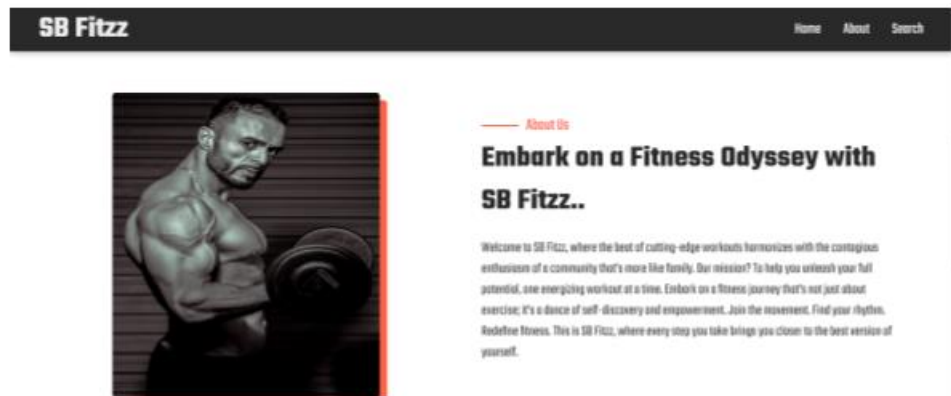 SB Fitzz
Home About Search
About Us
Embark on a Fitness Odyssey with
SB Fitzz..
Welcome to SB Fitzz, where the beat of cutting-edge workouts harmonizes with the contagious
enthusiasm of a community that's more like family. Our mission? To help you unleash your full
potential, one energizing workout at a time. Embark on a fitness journey that's not just about
exercise; it's a dance of self-discovery and empowerment. Join the movement. Find your rhythm.
Redefine fitness. This is SB Fitzz, where every step you take brings you closer to the best version of
yourself.